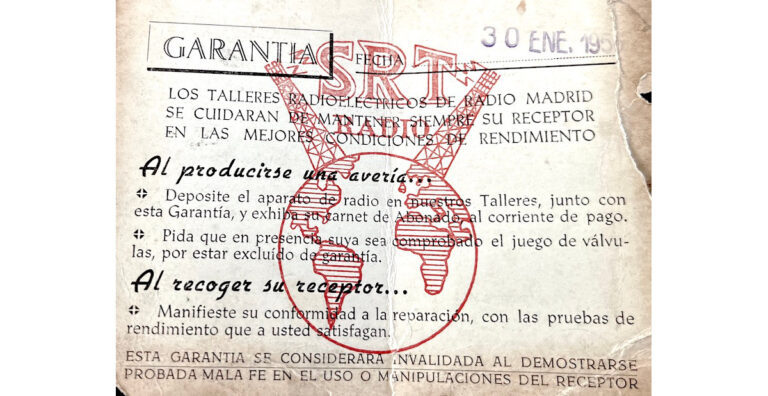 GARANTIA
FECHA
30 ENE. 195
SRT
RADIO
LOS TALLERES RADIOELECTRICOS DE RADIO MADRID
SE CUIDARAN DE MANTENER SIEMPRE SU RECEPTOR
EN LAS MEJORES CONDICIONES DE RENDIMIENTO
Al producirse una avería...
Deposite el aparato de radio en nuestros Talleres, junto con
esta Garantía, y exhiba su carnet de Abonado, al corriente de pago.
Pida que en presencia suya sea comprobado el juego de válvu-
las, por estar excluído de garantía.
Al recoger su receptor...
Manifieste su conformidad a la reparación, con las pruebas de
rendimiento que a usted satisfagan.
ESTA GARANTIA SE CONSIDERARA INVALIDADA AL DEMOSTRARSE
PROBADA MALA FE EN EL USO O MANIPULACIONES DEL RECEPTOR